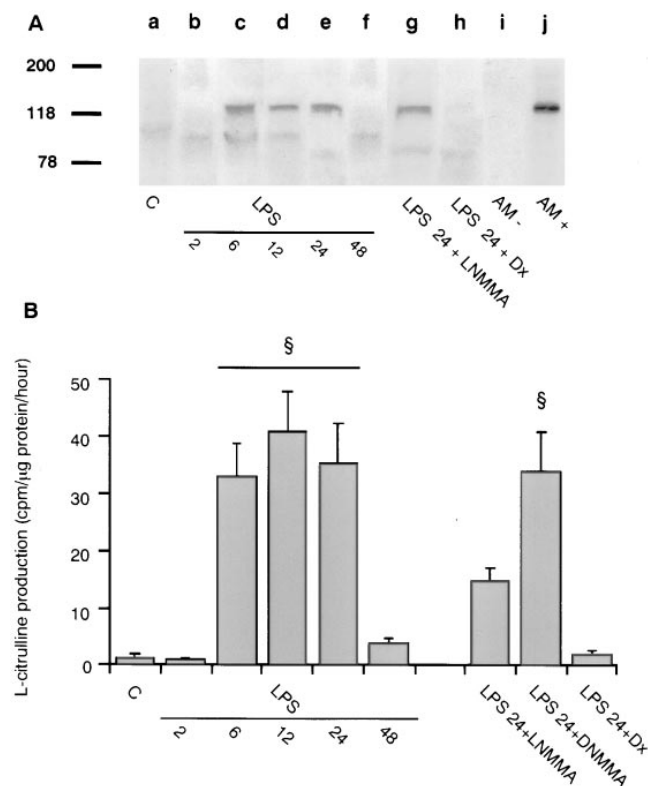 A
a b c d e f g h i j
200
118
78
C
LPS
2 6 12 24 48
LPS 24 + LNMMA
LPS 24 + Dx
AM -
AM +
B
§
§
L-citrulline production (cpm/µg protein/hour)
50
40
30
20
10
0
C
LPS
2 6 12 24 48
LPS 24+LNMMA
LPS 24+DNMMA
LPS 24+Dx